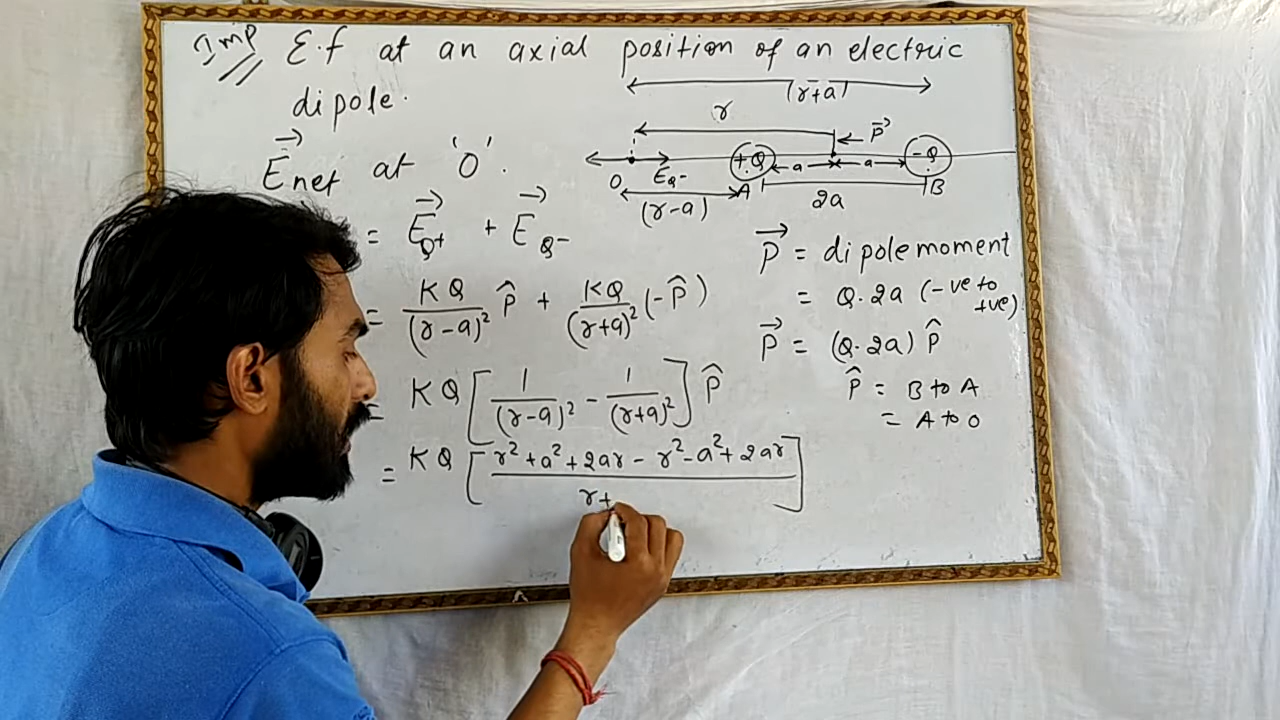 Imp E.f at an axial position of an electric
dipole.
(r+a)
r
P⃗
+Q a a -Q
O E_Q- A B
(r-a) 2a
E⃗net at 'O'.
= E⃗_Q+ + E⃗_Q-
= KQ/(r-a)² P̂ + KQ/(r+a)² (-P̂)
= KQ [1/(r-a)² - 1/(r+a)²] P̂
= KQ [r²+a²+2ar-r²-a²+2ar / r+]
P⃗ = dipole moment
= Q.2a (-ve to +ve)
P⃗ = (Q.2a) P̂
P̂ = B to A
= A to O